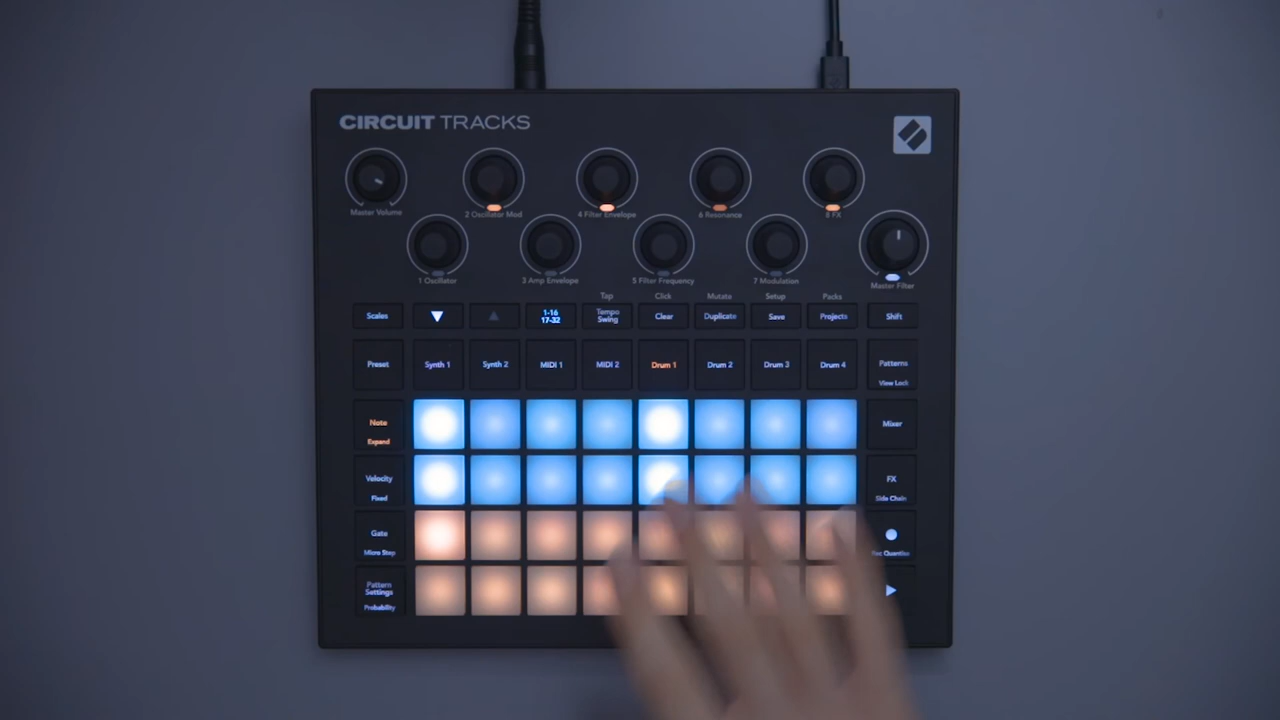 CIRCUIT TRACKS
Master Volume
2 Oscillator Mod
4 Filter Envelope
6 Resonance
8 FX
1 Oscillator
3 Amp Envelope
5 Filter Frequency
7 Modulation
Master Filter
Tap
Click
Mutate
Setup
Packs
Scales
1-16
17-32
Tempo
Swing
Clear
Duplicate
Save
Projects
Shift
Preset
Synth 1
Synth 2
MIDI 1
MIDI 2
Drum 1
Drum 2
Drum 3
Drum 4
Patterns
View Lock
Note
Expand
Mixer
Velocity
Fixed
FX
Side Chain
Gate
Micro Step
Quantise
Pattern
Settings
Probability